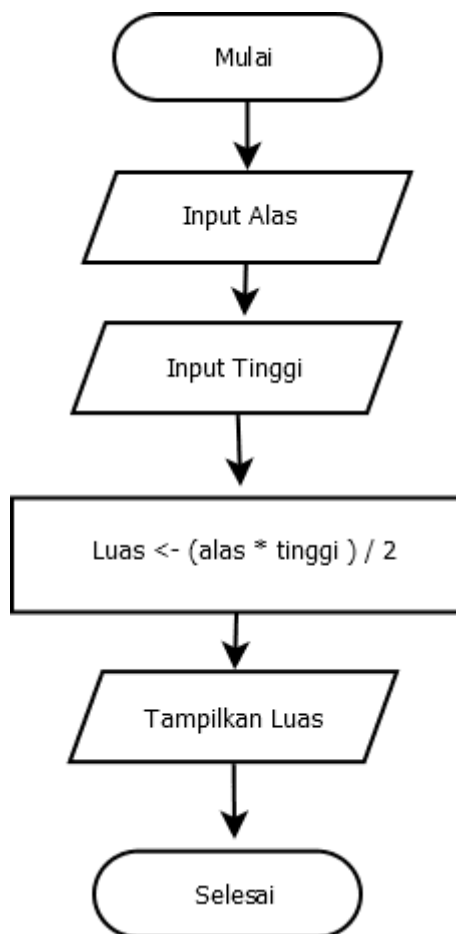 Mulai
Input Alas
Input Tinggi
Luas <- (alas * tinggi ) / 2
Tampilkan Luas
Selesai